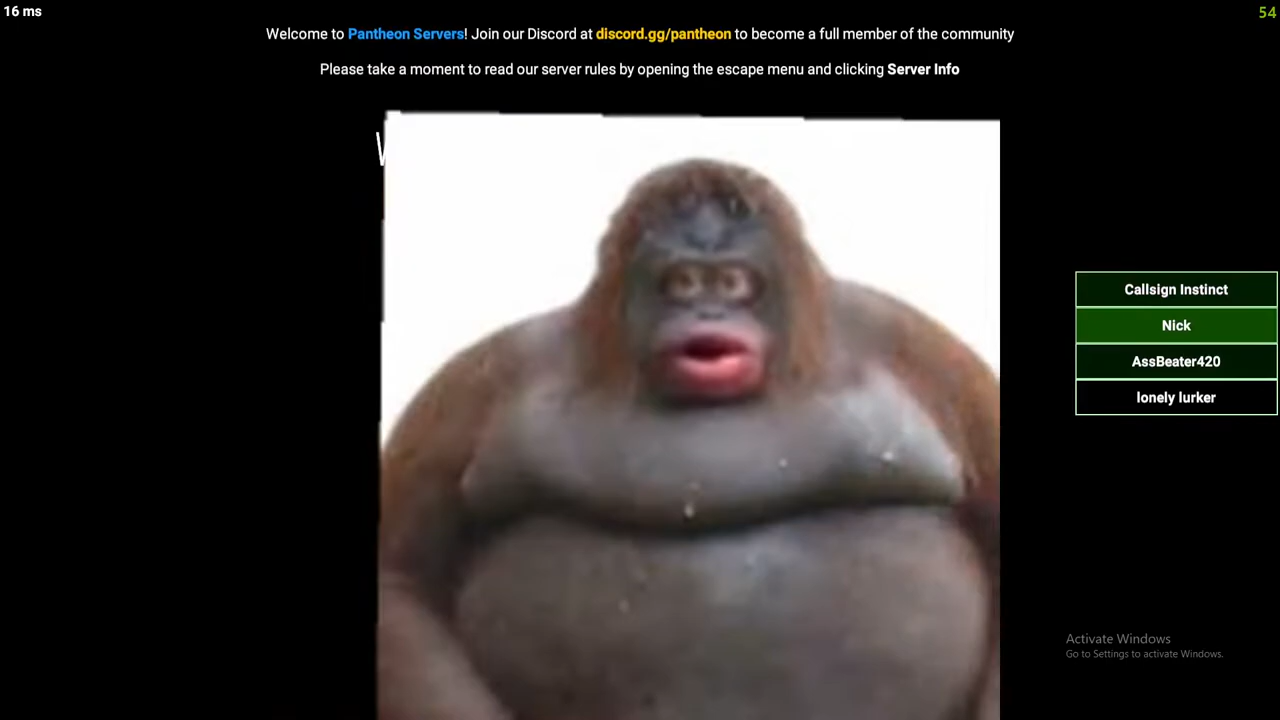 16 ms
54
Welcome to Pantheon Servers! Join our Discord at discord.gg/pantheon to become a full member of the community
Please take a moment to read our server rules by opening the escape menu and clicking Server Info
Callsign Instinct
Nick
AssBeater420
lonely lurker
Activate Windows
Go to Settings to activate Windows.